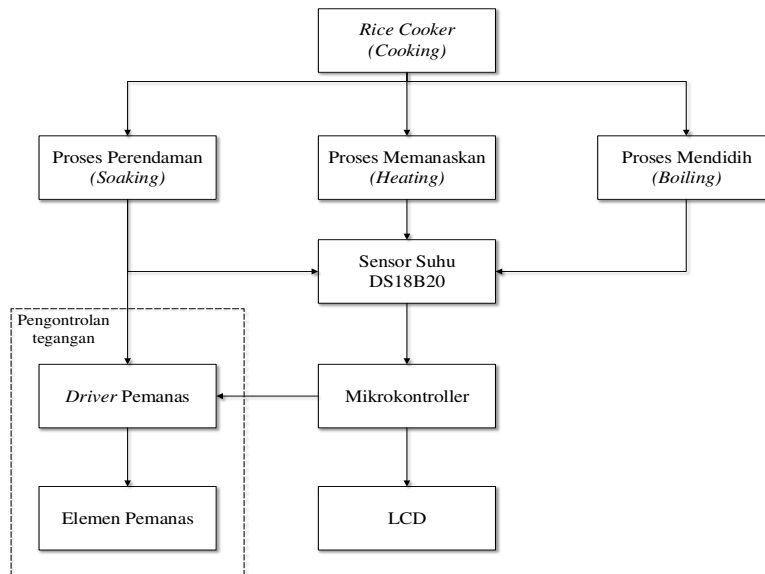 Rice Cooker
(Cooking)
Proses Perendaman
(Soaking)
Proses Memanaskan
(Heating)
Proses Mendidih
(Boiling)
Sensor Suhu
DS18B20
Pengontrolan
tegangan
Driver Pemanas
Mikrokontroller
Elemen Pemanas
LCD